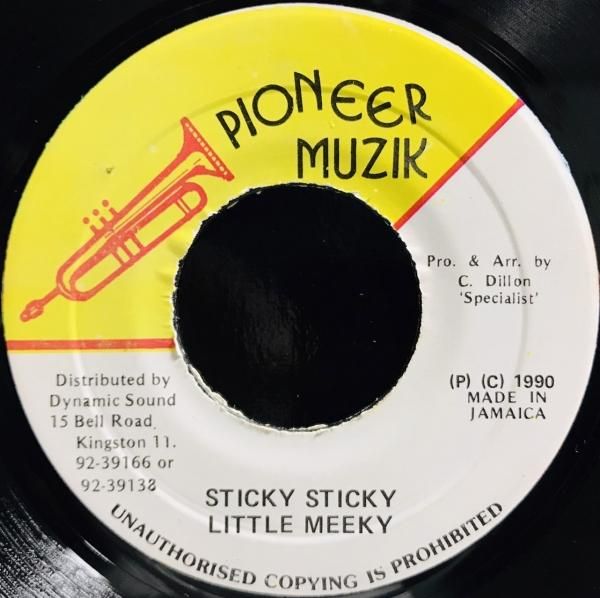 PIONEER
MUZIK
Pro. & Arr. by
C. Dillon
'Specialist'
Distributed by
Dynamic Sound
15 Bell Road,
Kingston 11.
92-39166 or
92-39138
(P) (C) 1990
MADE IN
JAMAICA
STICKY STICKY
LITTLE MEEKY
UNAUTHORISED COPYING IS PROHIBITED